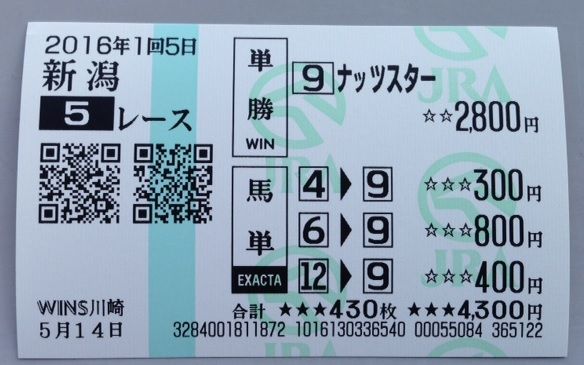 2016年1回5日
新潟
5レース
単勝
WIN
9ナッツスター
☆☆2,800円
馬単
EXACTA
4▶9 ☆☆☆300円
6▶9 ☆☆☆800円
12▶9 ☆☆☆400円
合計 ★★★430枚 ★★★4,300円
WINS川崎
5月14日
3284001811872 1016130336540 00055084 365122
JRA
JRA
JRA
JRA